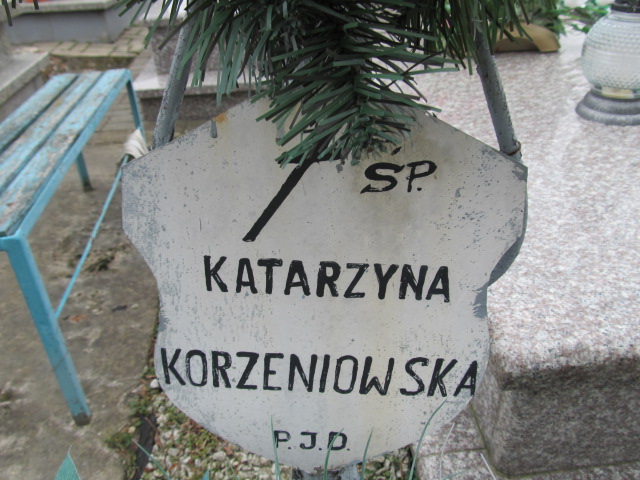 ŚP.
KATARZYNA
KORZENIOWSKA
P.J.D.